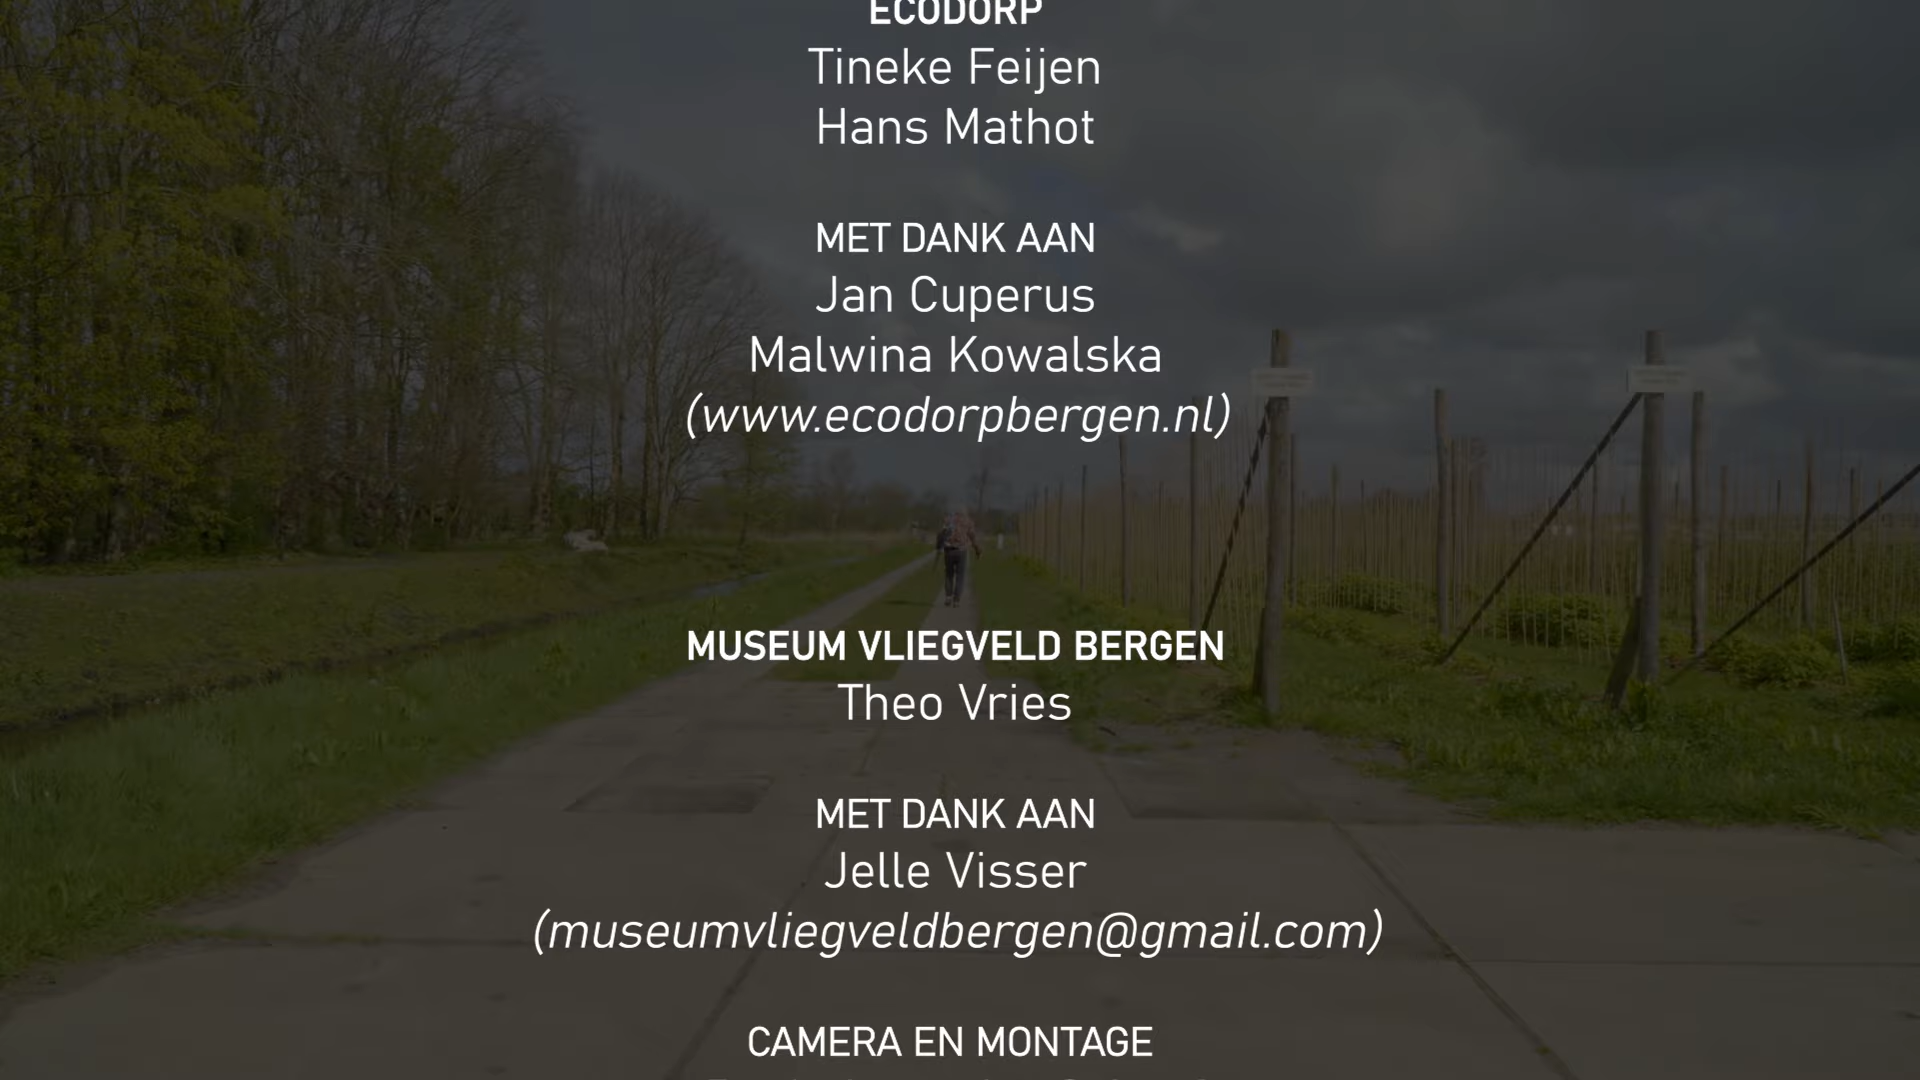 ECODORP
Tineke Feijen
Hans Mathot
MET DANK AAN
Jan Cuperus
Malwina Kowalska
(www.ecodorpbergen.nl)
MUSEUM VLIEGVELD BERGEN
Theo Vries
MET DANK AAN
Jelle Visser
(museumvliegveldbergen@gmail.com)
CAMERA EN MONTAGE